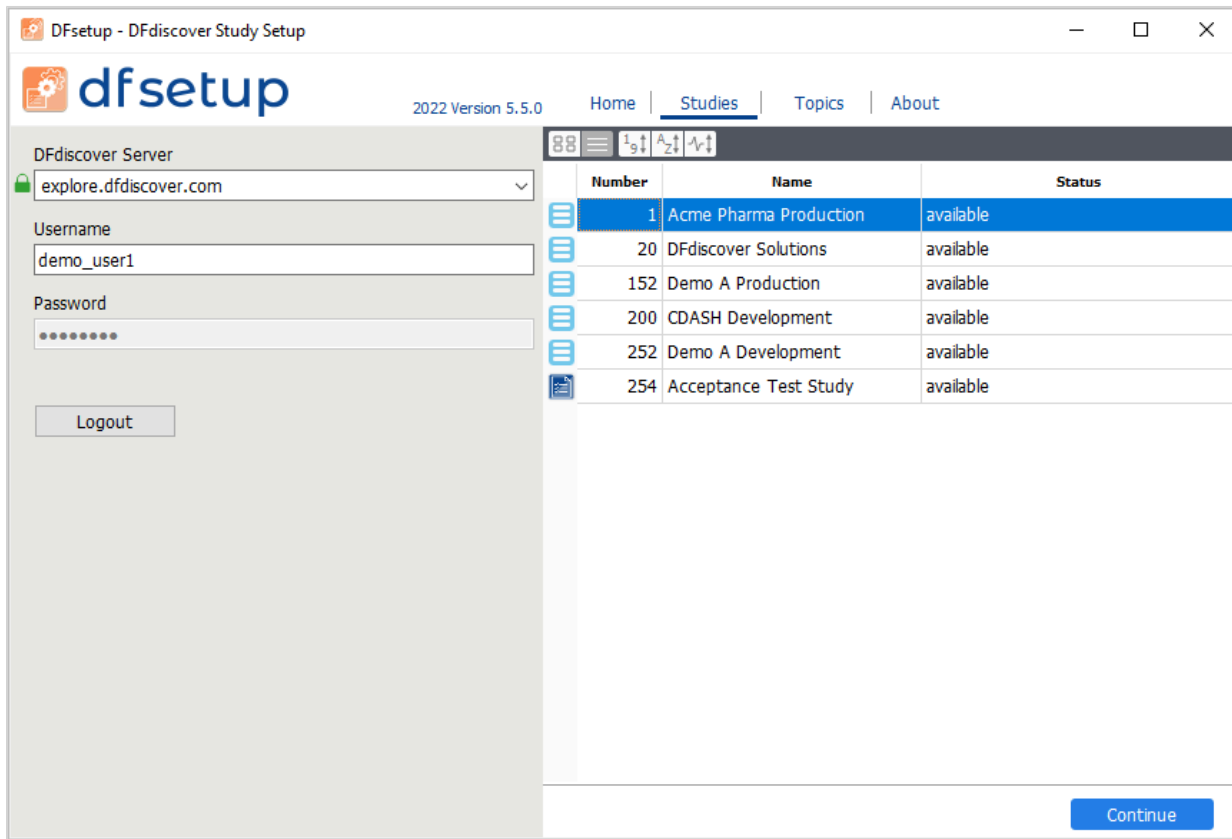 DFsetup - DFdiscover Study Setup
dfsetup
2022 Version 5.5.0
Home Studies Topics About
DFdiscover Server
explore.dfdiscover.com
Username
demo_user1
Password
••••••••
Logout
1 9 A Z
Number Name Status
1 Acme Pharma Production available
20 DFdiscover Solutions available
152 Demo A Production available
200 CDASH Development available
252 Demo A Development available
254 Acceptance Test Study available
Continue